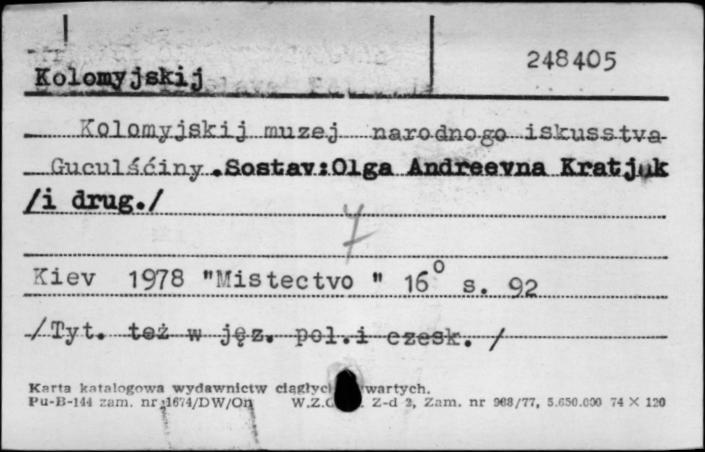 248405
Kolomyjskij
Kolomyjskij muzej narodnogo iskusstva
Guculśćiny.Sostav:Olga Andreevna Kratjuk
/i drug./
7
Kiev 1978 "Mistectvo " 16° s. 92
/Tyt. też w jęz. pol.i czesk. /
Karta katalogowa wydawnictw ciągłych wartych.
Pu-B-144 zam. nr 1674/DW/On W.Z. Z-d 2, Zam. nr 968/77, 5.650.000 74 X 120